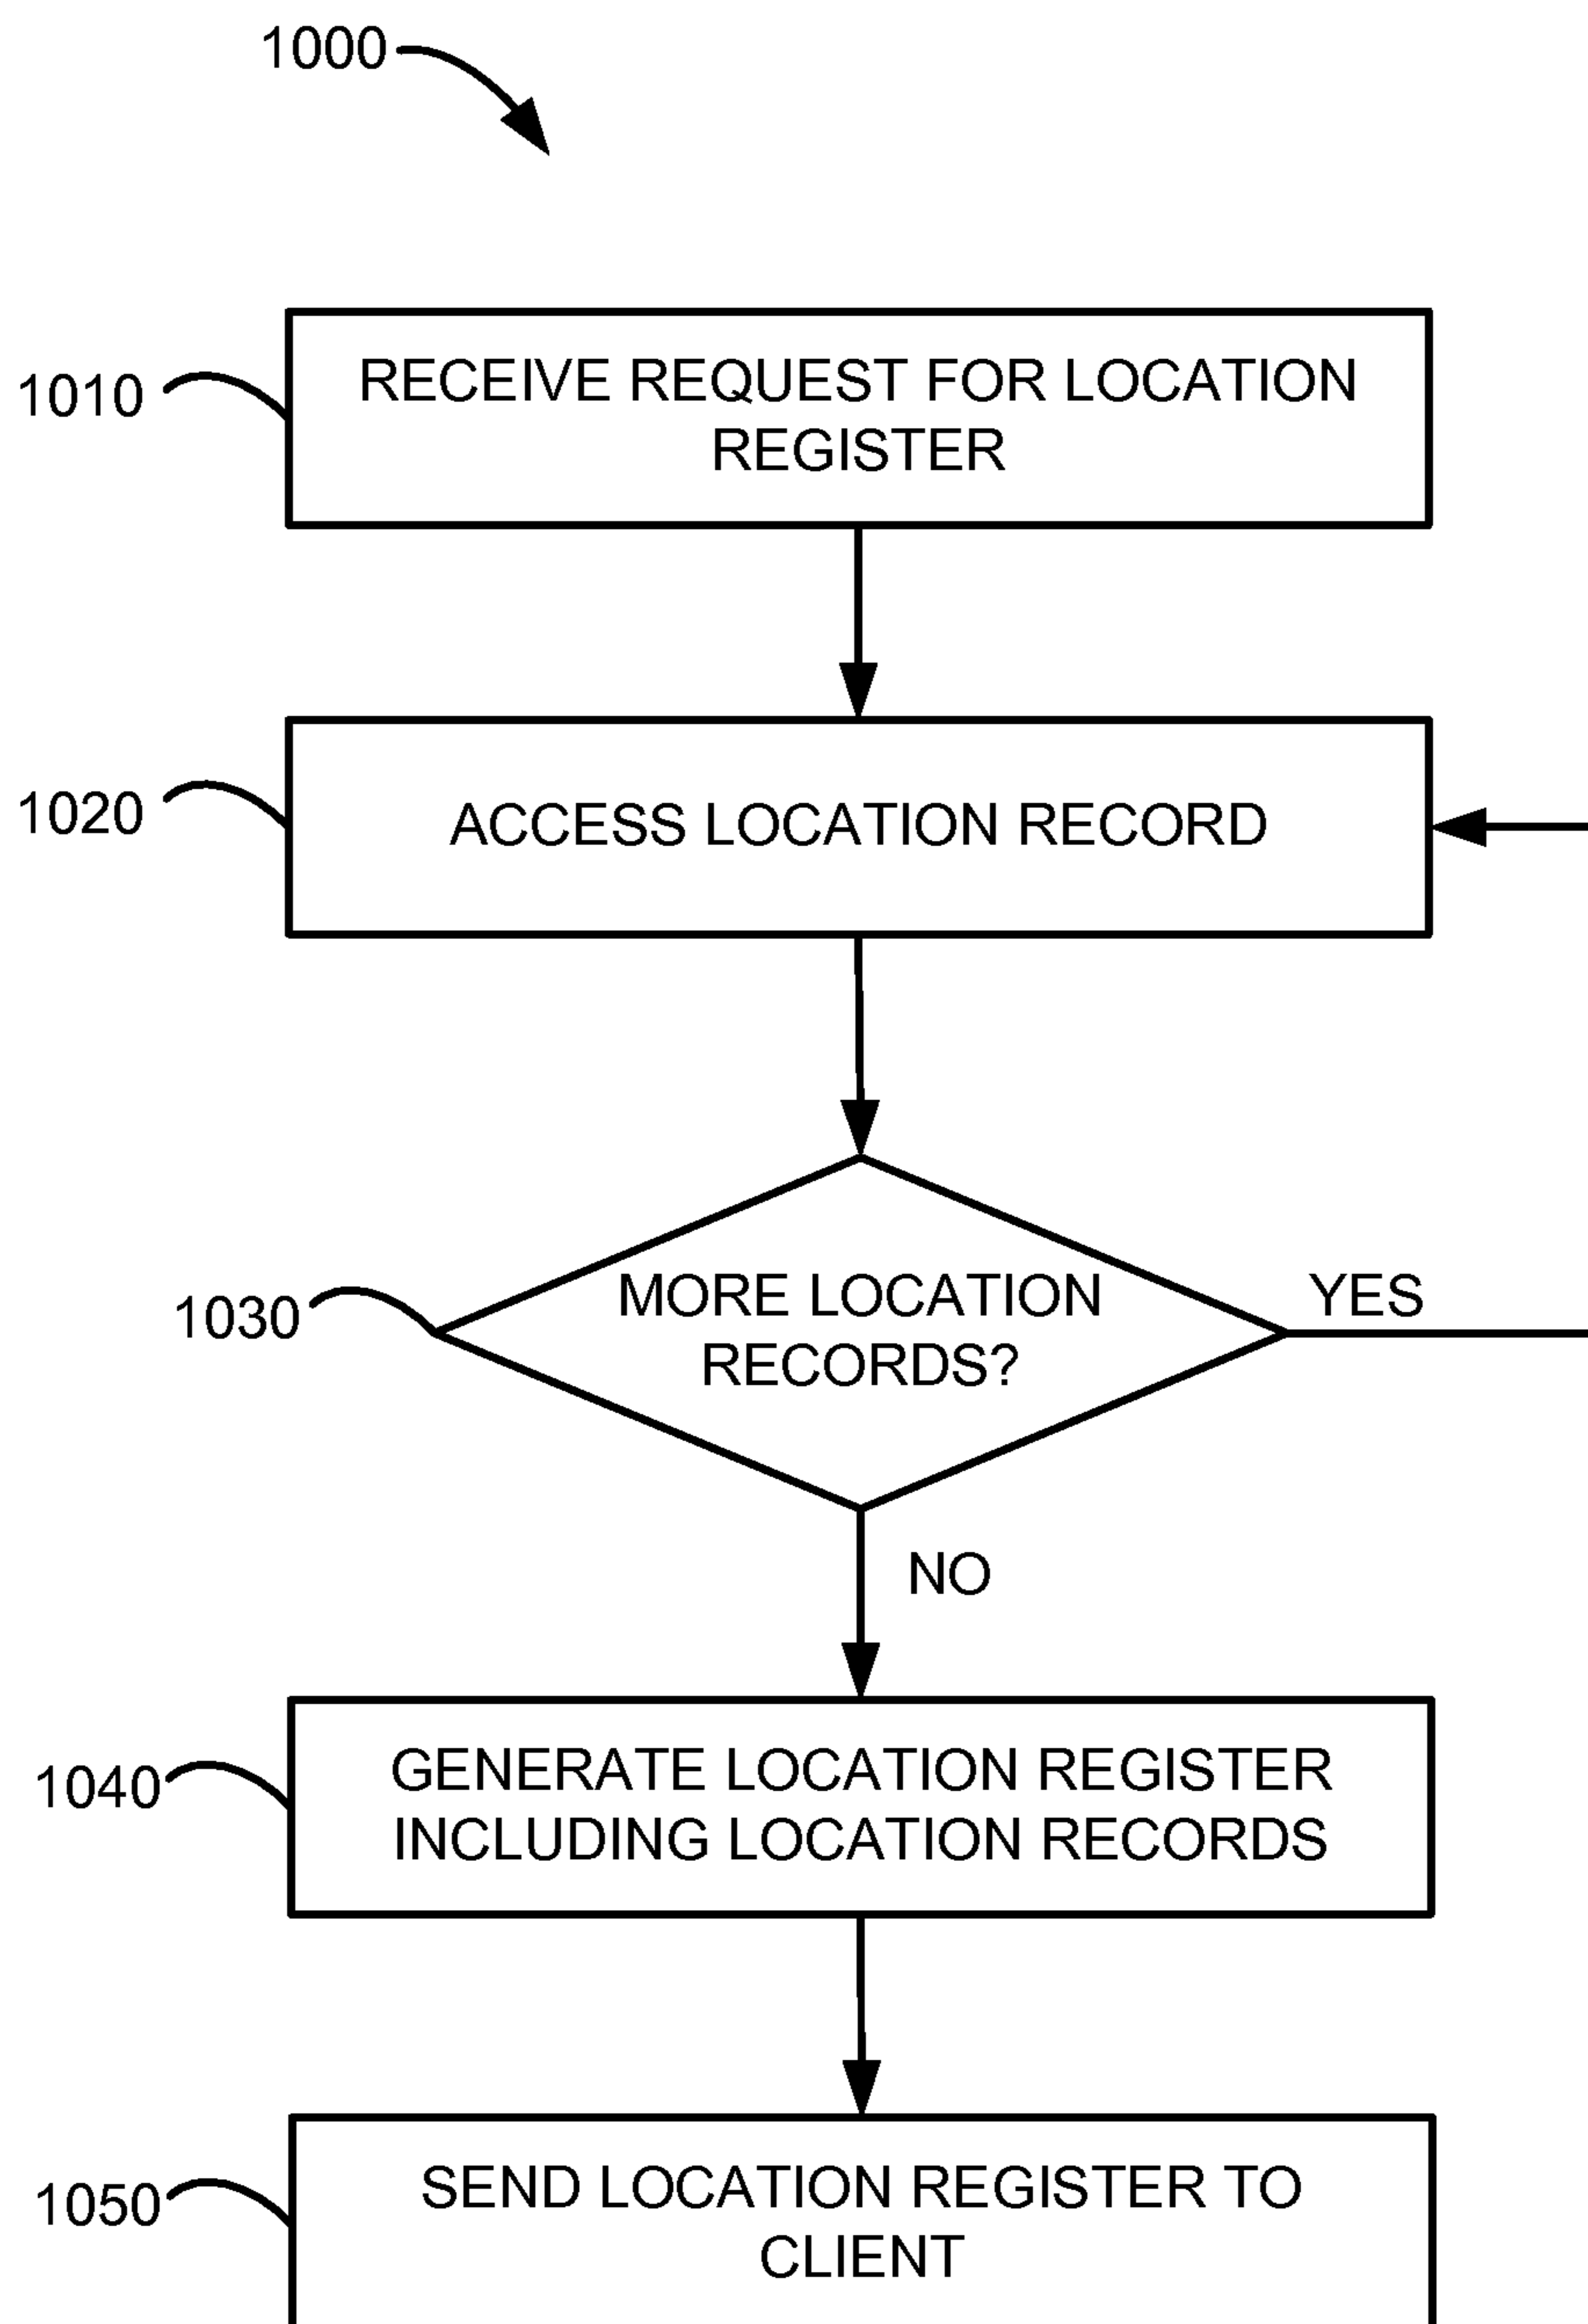 1000
1010
RECEIVE REQUEST FOR LOCATION
REGISTER
1020
ACCESS LOCATION RECORD
1030
MORE LOCATION
RECORDS?
YES
NO
1040
GENERATE LOCATION REGISTER
INCLUDING LOCATION RECORDS
1050
SEND LOCATION REGISTER TO
CLIENT